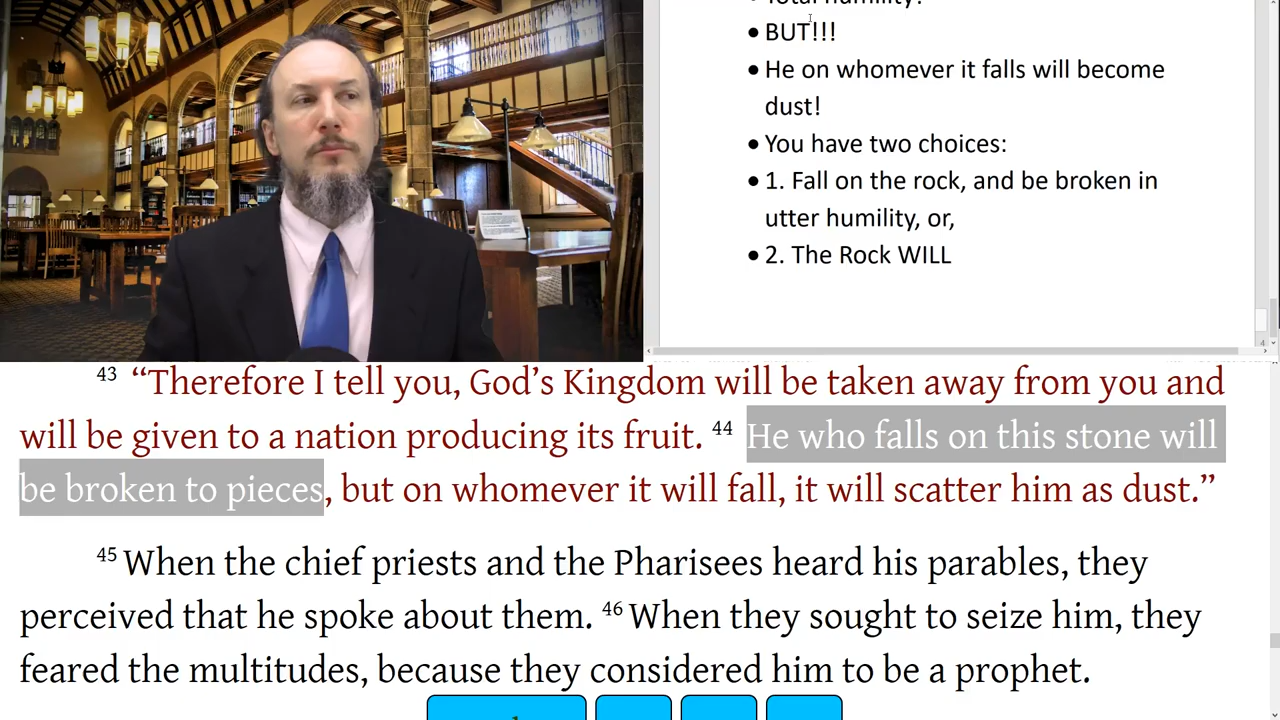 • BUT!!!
• He on whomever it falls will become
dust!
• You have two choices:
• 1. Fall on the rock, and be broken in
utter humility, or,
• 2. The Rock WILL
43 “Therefore I tell you, God’s Kingdom will be taken away from you and
will be given to a nation producing its fruit. 44 He who falls on this stone will
be broken to pieces, but on whomever it will fall, it will scatter him as dust.”
45 When the chief priests and the Pharisees heard his parables, they
perceived that he spoke about them. 46 When they sought to seize him, they
feared the multitudes, because they considered him to be a prophet.